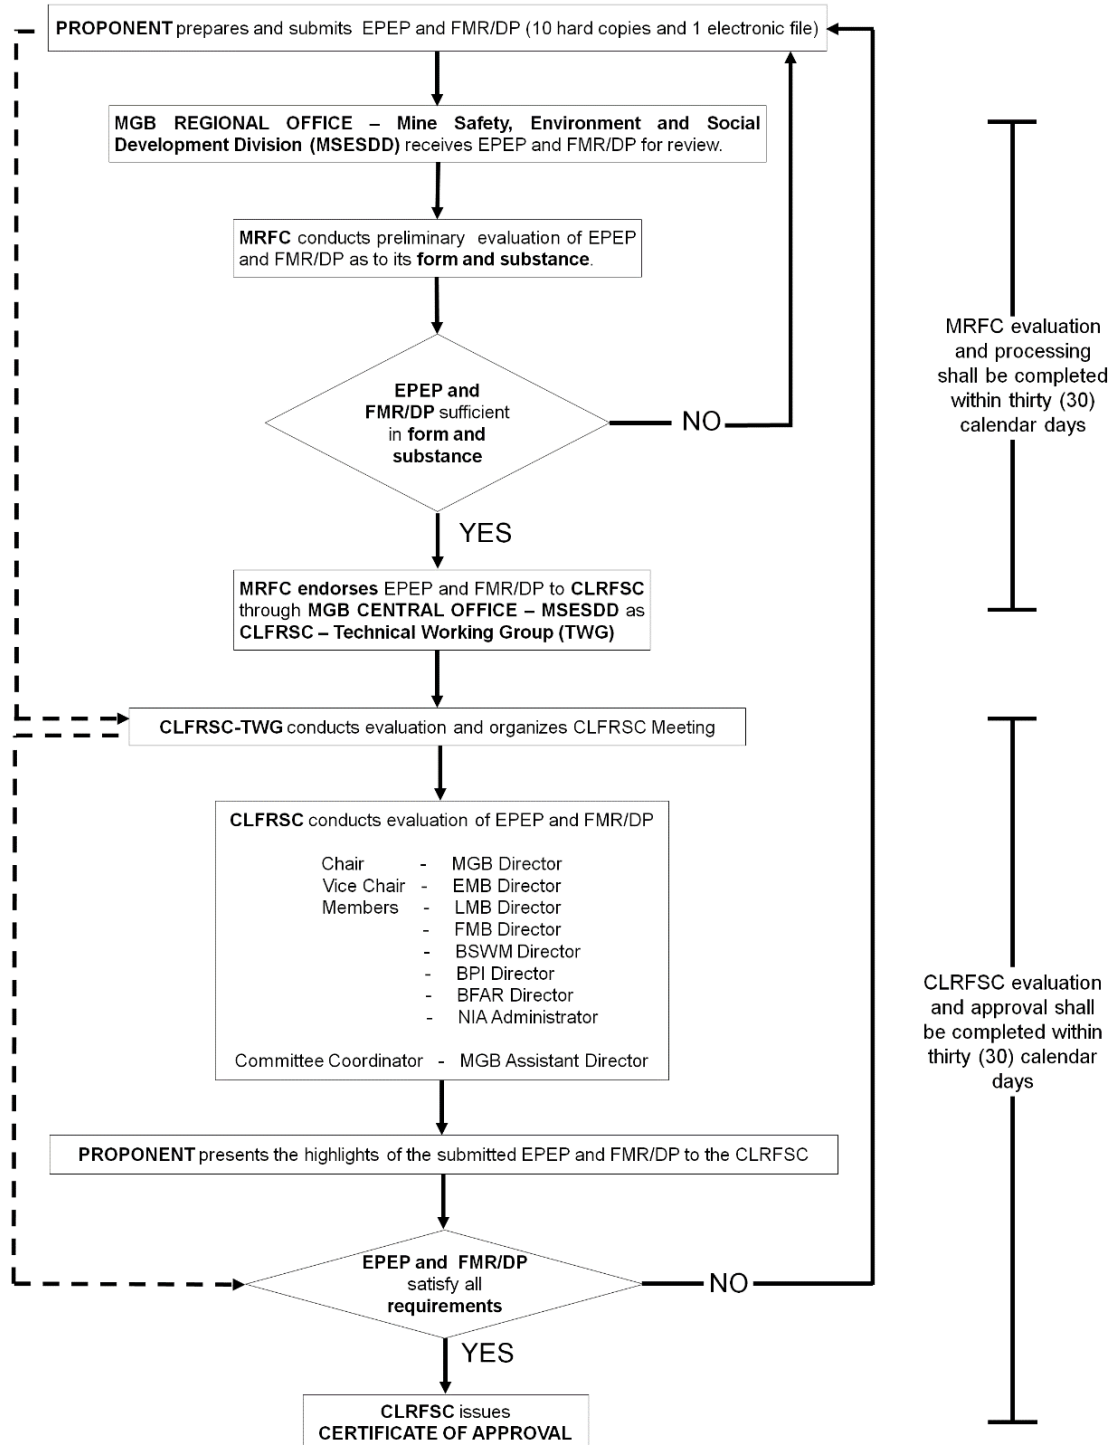 PROPONENT prepares and submits EPEP and FMR/DP (10 hard copies and 1 electronic file)
MGB REGIONAL OFFICE – Mine Safety, Environment and Social
Development Division (MSESDD) receives EPEP and FMR/DP for review.
MRFC conducts preliminary evaluation of EPEP
and FMR/DP as to its form and substance.
EPEP and
FMR/DP sufficient
in form and
substance
NO
YES
MRFC endorses EPEP and FMR/DP to CLRFSC
through MGB CENTRAL OFFICE – MSESDD as
CLFRSC – Technical Working Group (TWG)
MRFC evaluation
and processing
shall be completed
within thirty (30)
calendar days
CLFRSC-TWG conducts evaluation and organizes CLFRSC Meeting
CLFRSC conducts evaluation of EPEP and FMR/DP
Chair - MGB Director
Vice Chair - EMB Director
Members - LMB Director
- FMB Director
- BSWM Director
- BPI Director
- BFAR Director
- NIA Administrator
Committee Coordinator - MGB Assistant Director
PROPONENT presents the highlights of the submitted EPEP and FMR/DP to the CLRFSC
EPEP and FMR/DP
satisfy all
requirements
NO
YES
CLRFSC issues
CERTIFICATE OF APPROVAL
CLRFSC evaluation
and approval shall
be completed within
thirty (30) calendar
days